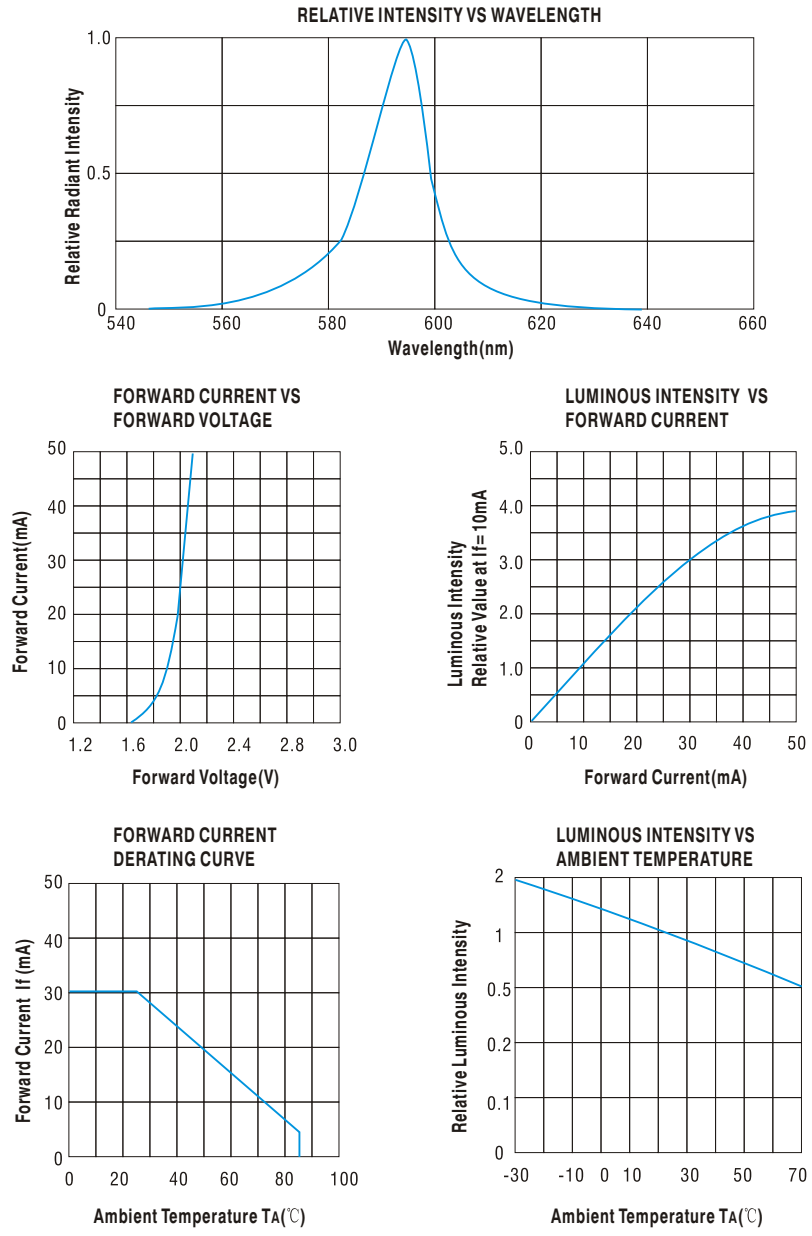 RELATIVE INTENSITY VS WAVELENGTH
Relative Radiant Intensity
1.0
0.5
0
540 560 580 600 620 640 660
Wavelength(nm)
FORWARD CURRENT VS
FORWARD VOLTAGE
Forward Current(mA)
50
40
30
20
10
0
1.2 1.6 2.0 2.4 2.8 3.0
Forward Voltage(V)
LUMINOUS INTENSITY VS
FORWARD CURRENT
Luminous Intensity
Relative Value at If=10mA
5.0
4.0
3.0
2.0
1.0
0
0 10 20 30 40 50
Forward Current(mA)
FORWARD CURRENT
DERATING CURVE
Forward Current If (mA)
50
40
30
20
10
0
0 20 40 60 80 100
Ambient Temperature TA(℃)
LUMINOUS INTENSITY VS
AMBIENT TEMPERATURE
Relative Luminous Intensity
2
1
0.5
0.2
0.1
0
-30 -10 0 10 30 50 70
Ambient Temperature TA(℃)